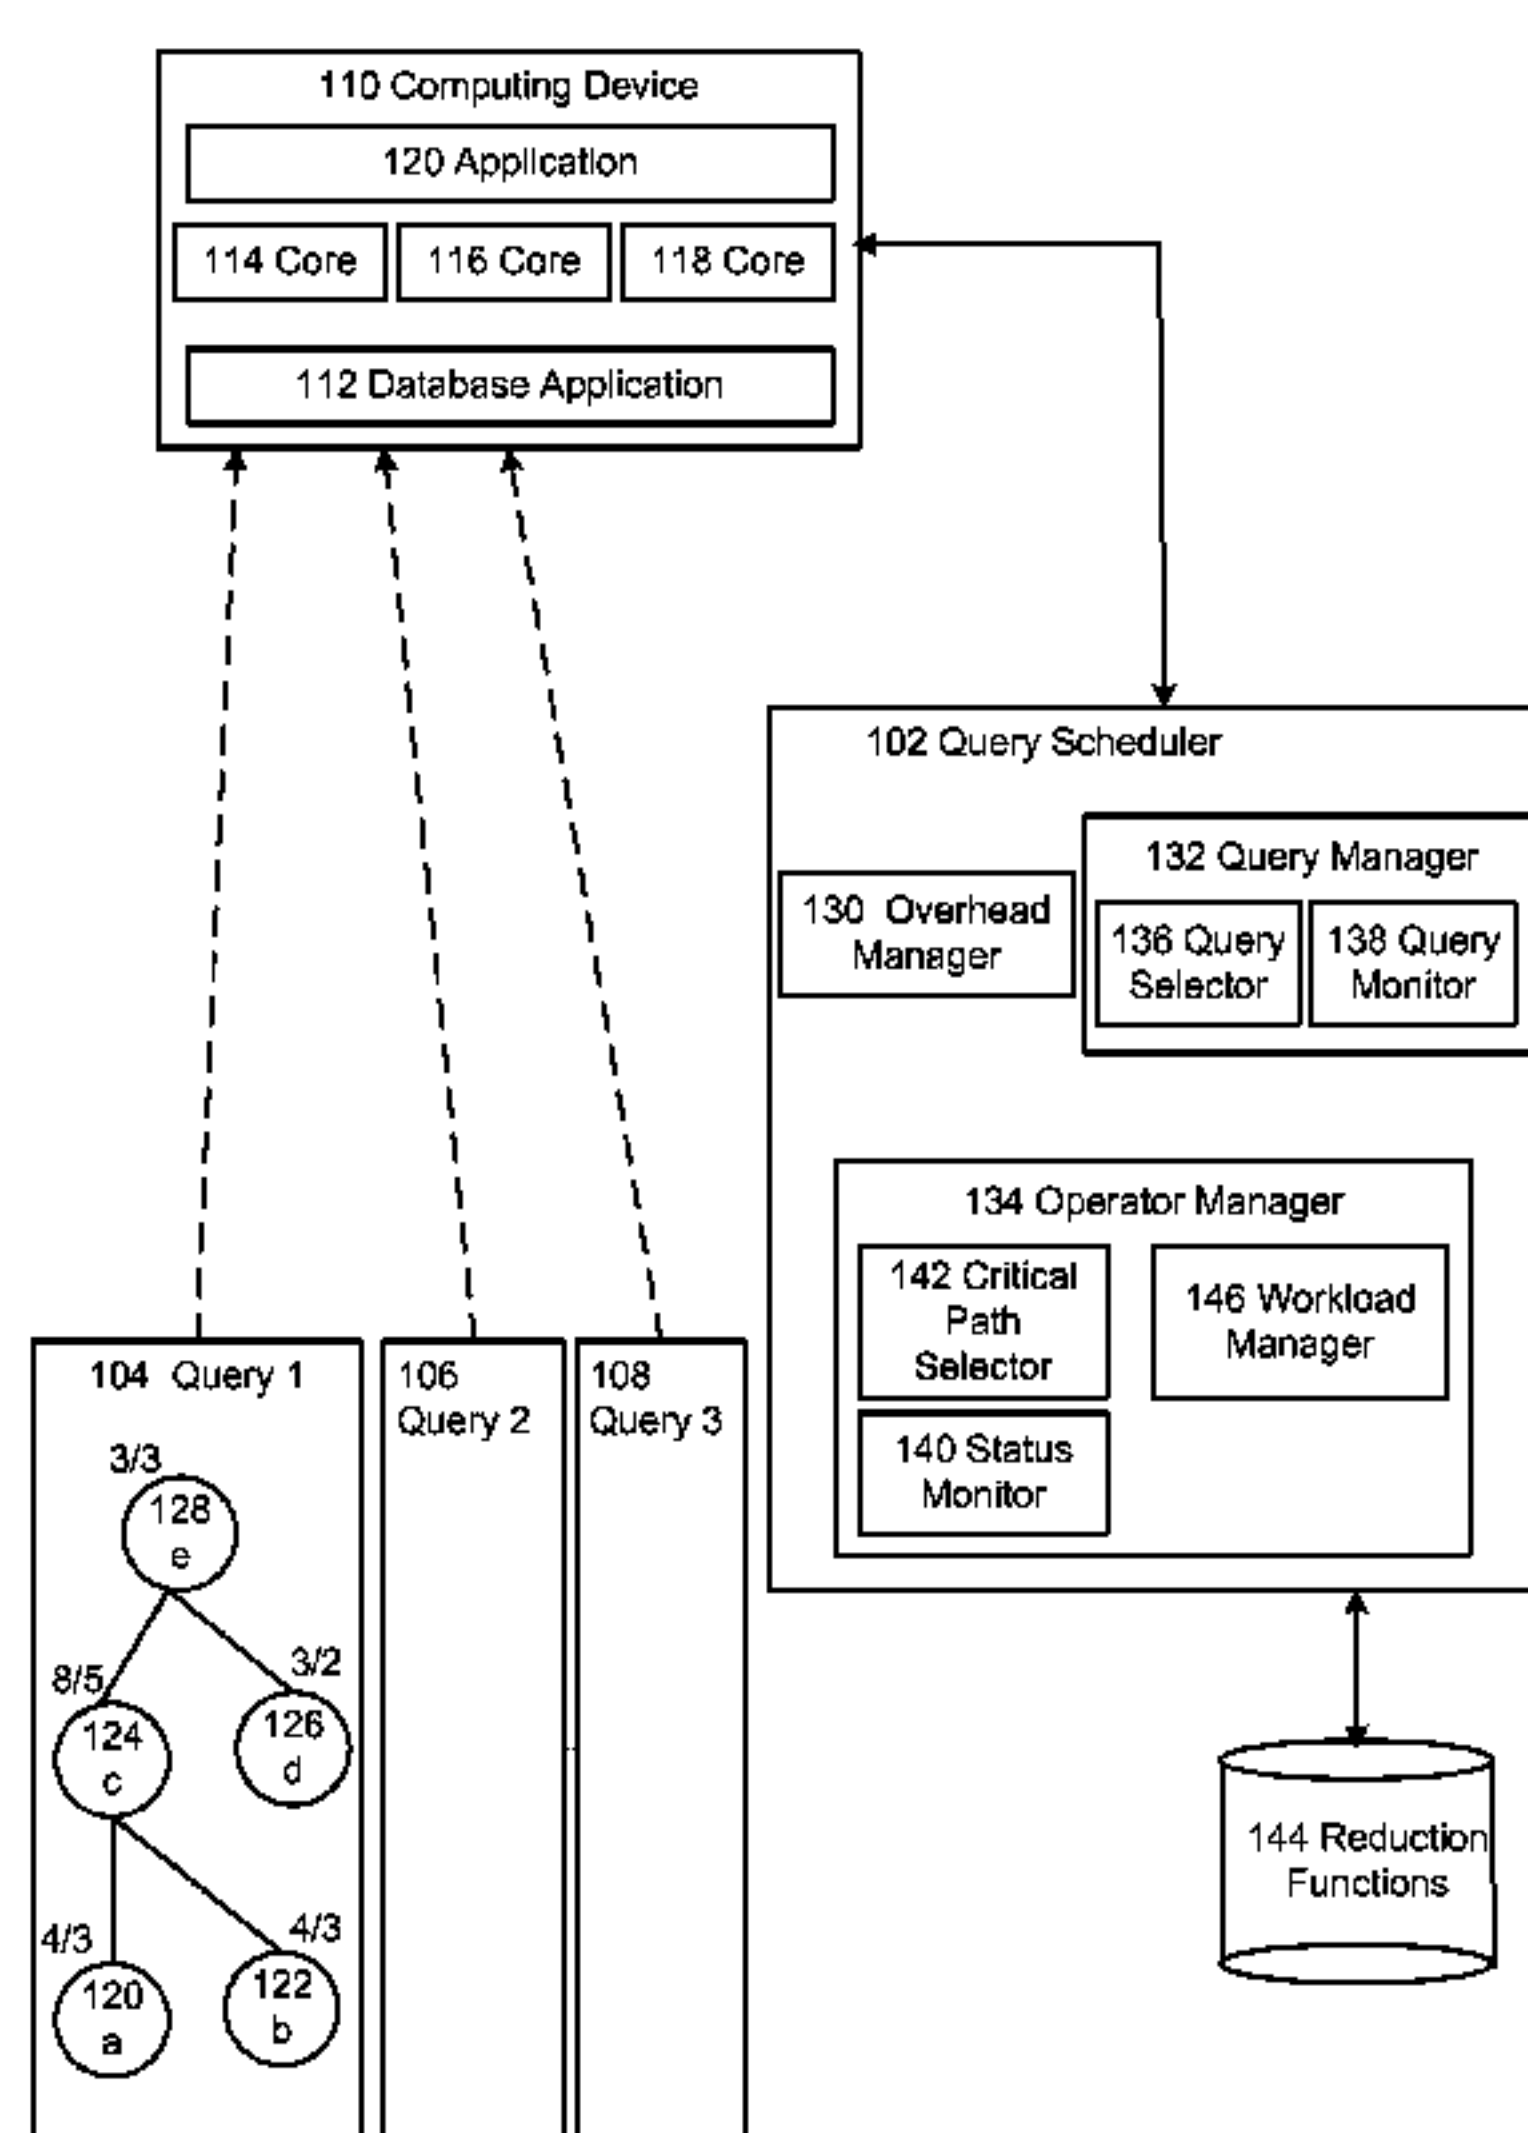 110 Computing Device
120 Application
114 Core
116 Core
118 Core
112 Database Application
102 Query Scheduler
132 Query Manager
130 Overhead
Manager
136 Query
Selector
138 Query
Monitor
134 Operator Manager
142 Critical
Path
Selector
146 Workload
Manager
140 Status
Monitor
104 Query 1
106
Query 2
108
Query 3
3/3
128
e
8/5
3/2
124
c
126
d
4/3
4/3
120
a
122
b
144 Reduction
Functions